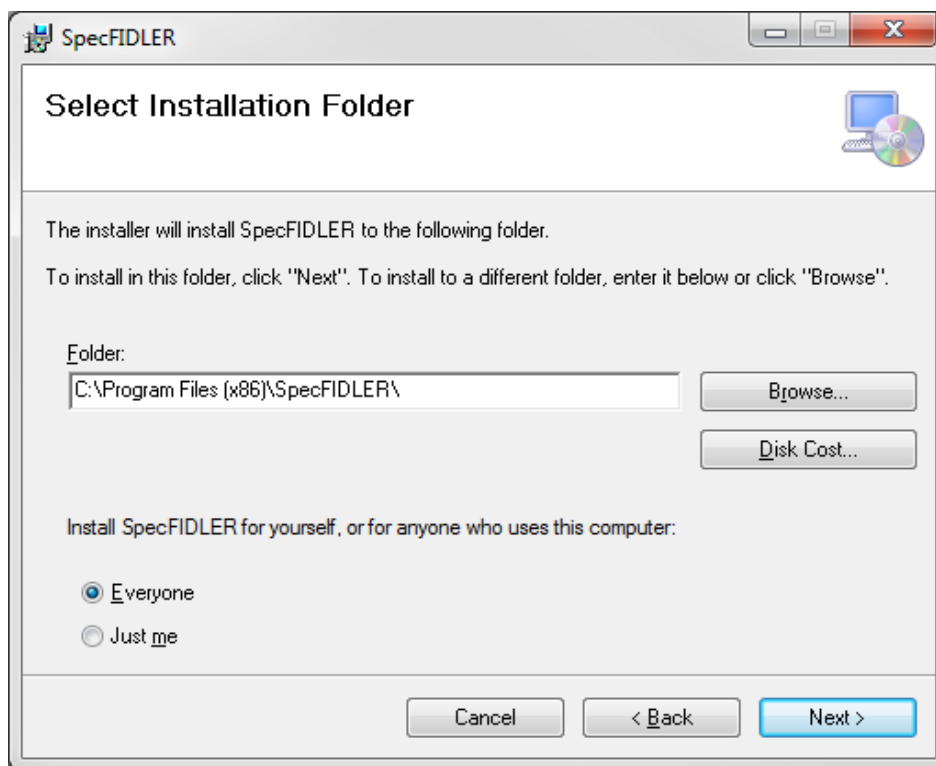 SpecFIDLER
Select Installation Folder
The installer will install SpecFIDLER to the following folder.
To install in this folder, click "Next". To install to a different folder, enter it below or click "Browse".
Folder:
C:\Program Files (x86)\SpecFIDLER\
Browse...
Disk Cost...
Install SpecFIDLER for yourself, or for anyone who uses this computer:
Everyone
Just me
Cancel
< Back
Next >